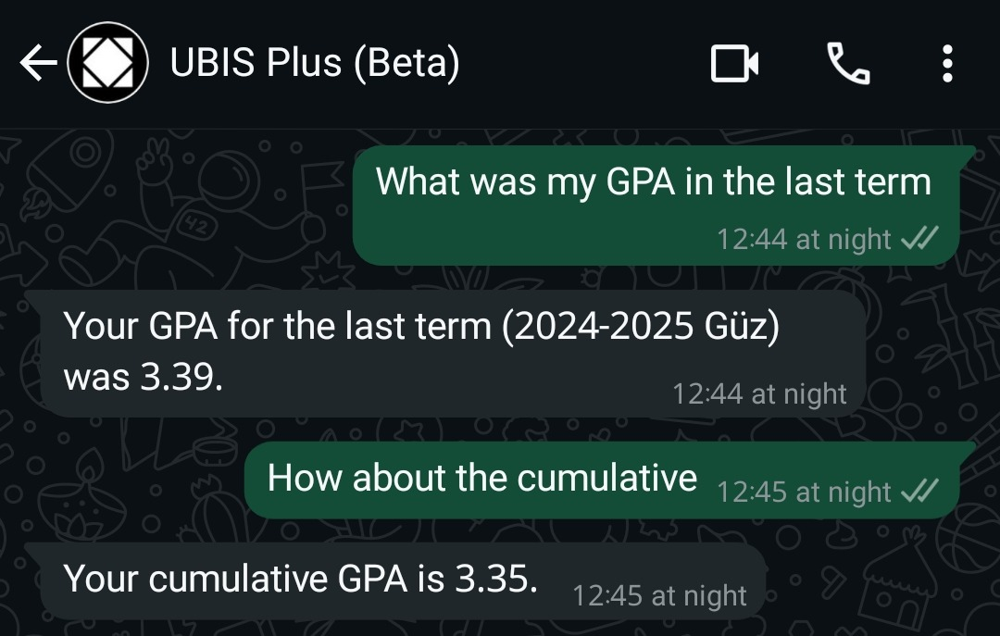 UBIS Plus (Beta)
What was my GPA in the last term
12:44 at night
Your GPA for the last term (2024-2025 Güz)
was 3.39.
12:44 at night
How about the cumulative
12:45 at night
Your cumulative GPA is 3.35.
12:45 at night
42